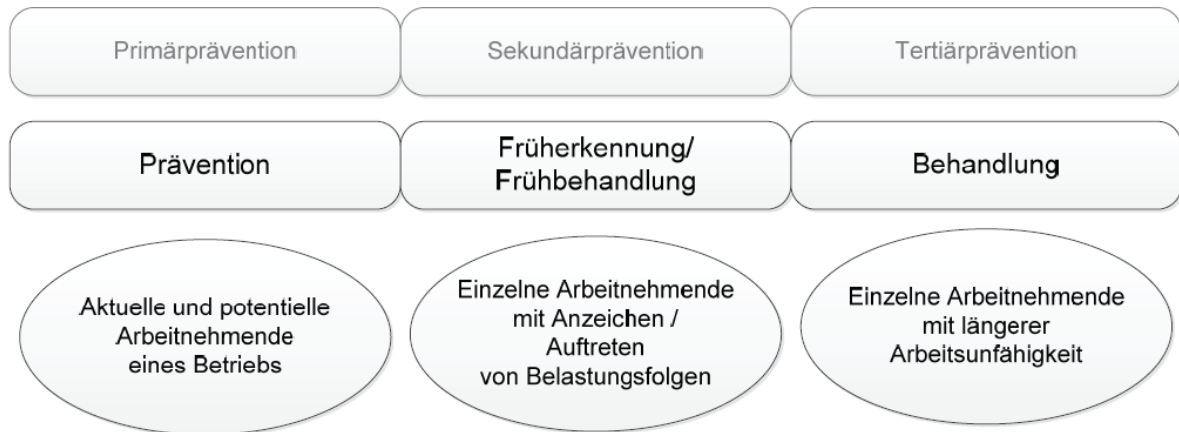 Primärprävention
Sekundärprävention
Tertiärprävention
Prävention
Früherkennung/
Frühbehandlung
Behandlung
Aktuelle und potentielle
Arbeitnehmende
eines Betriebs
Einzelne Arbeitnehmende
mit Anzeichen /
Auftreten
von Belastungsfolgen
Einzelne Arbeitnehmende
mit längerer
Arbeitsunfähigkeit